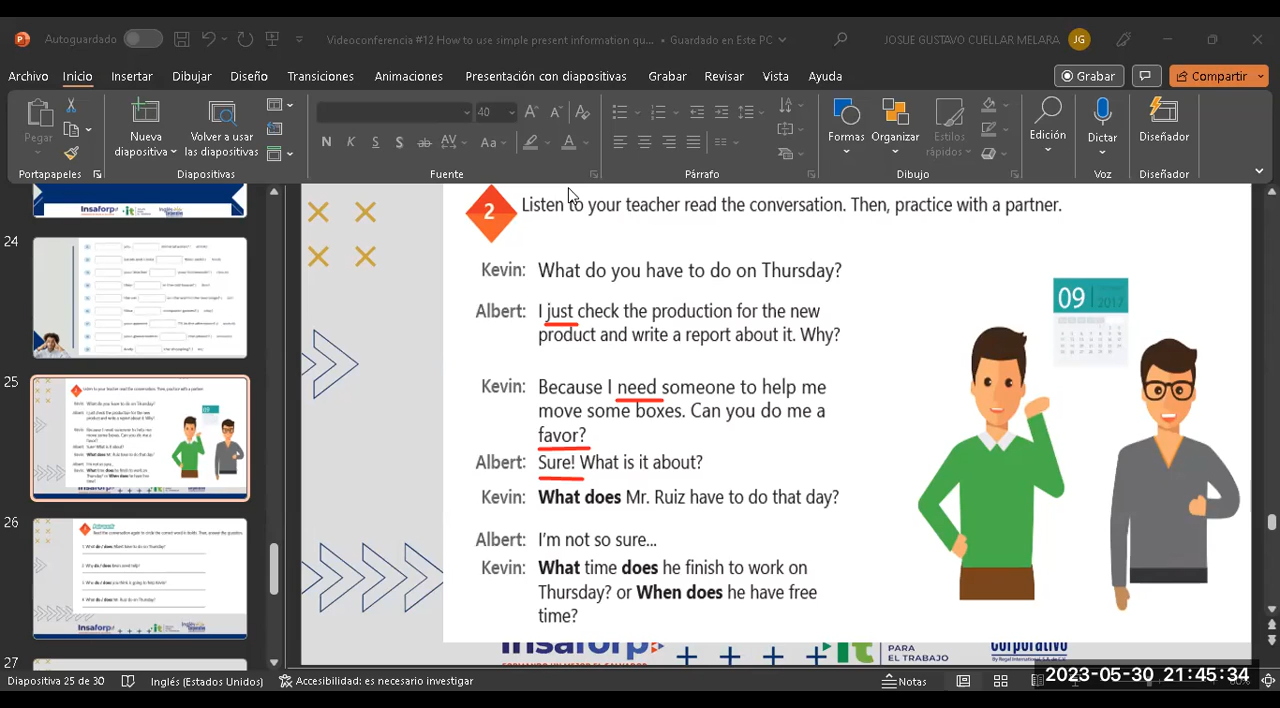 Autoguardado
Videoconferencia #12 How to use simple present information qu... • Guardado en Este PC
JOSUE GUSTAVO CUELLAR MELARA JG
Archivo Inicio Insertar Dibujar Diseño Transiciones Animaciones Presentación con diapositivas Grabar Revisar Vista Ayuda
Grabar Compartir
Pegar
Nueva diapositiva
Volver a usar las diapositivas
40
N K S S ab AV Aa A
Formas Organizar Estilos rápidos
Edición Dictar Diseñador
Portapapeles Diapositivas Fuente Párrafo Dibujo Voz Diseñador
24
25
26
27
2 Listen to your teacher read the convertation. Then, practice with a partner.
Kevin: What do you have to do on Thursday?
Albert: I just check the production for the new
product and write a report about it. Why?
Kevin: Because I need someone to help me
move some boxes. Can you do me a
favor?
Albert: Sure! What is it about?
Kevin: What does Mr. Ruiz have to do that day?
Albert: I'm not so sure...
Kevin: What time does he finish to work on
Thursday? or When does he have free
time?
09 2017
Insaforp
it PARA
EL TRABAJO
Corporativo
Diapositiva 25 de 30 Inglés (Estados Unidos) Accesibilidad: es necesario investigar
Notas
2023-05-30 21:45:34